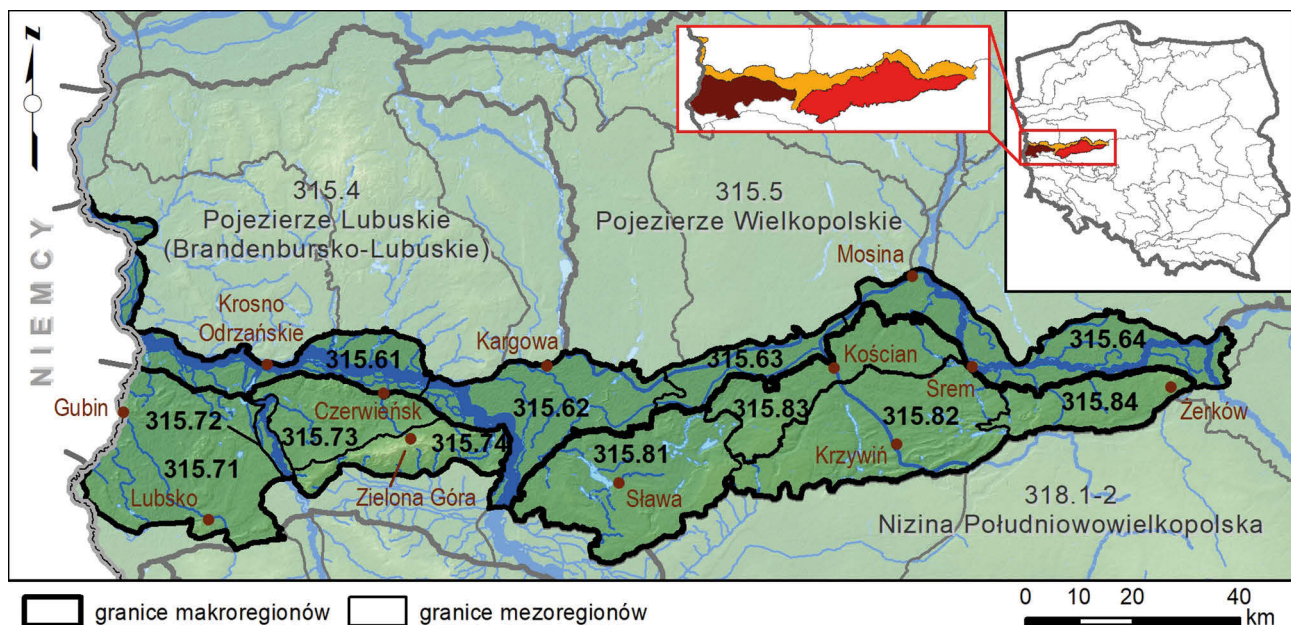 N
NIEMCY
315.4
Pojezierze Lubuskie
(Brandenbursko-Lubuskie)
315.5
Pojezierze Wielkopolskie
Mosina
Krosno
Odrzańskie
Kargowa
315.61
315.63
Kościan
315.64
Gubin
Czerwieńsk
315.62
Śrem
315.72
315.73
315.74
315.83
315.82
315.84
Żerków
315.71
315.81
Krzywiń
Lubsko
Zielona Góra
Sława
318.1-2
Nizina Południowowielkopolska
granice makroregionów
granice mezoregionów
0 10 20 40
km